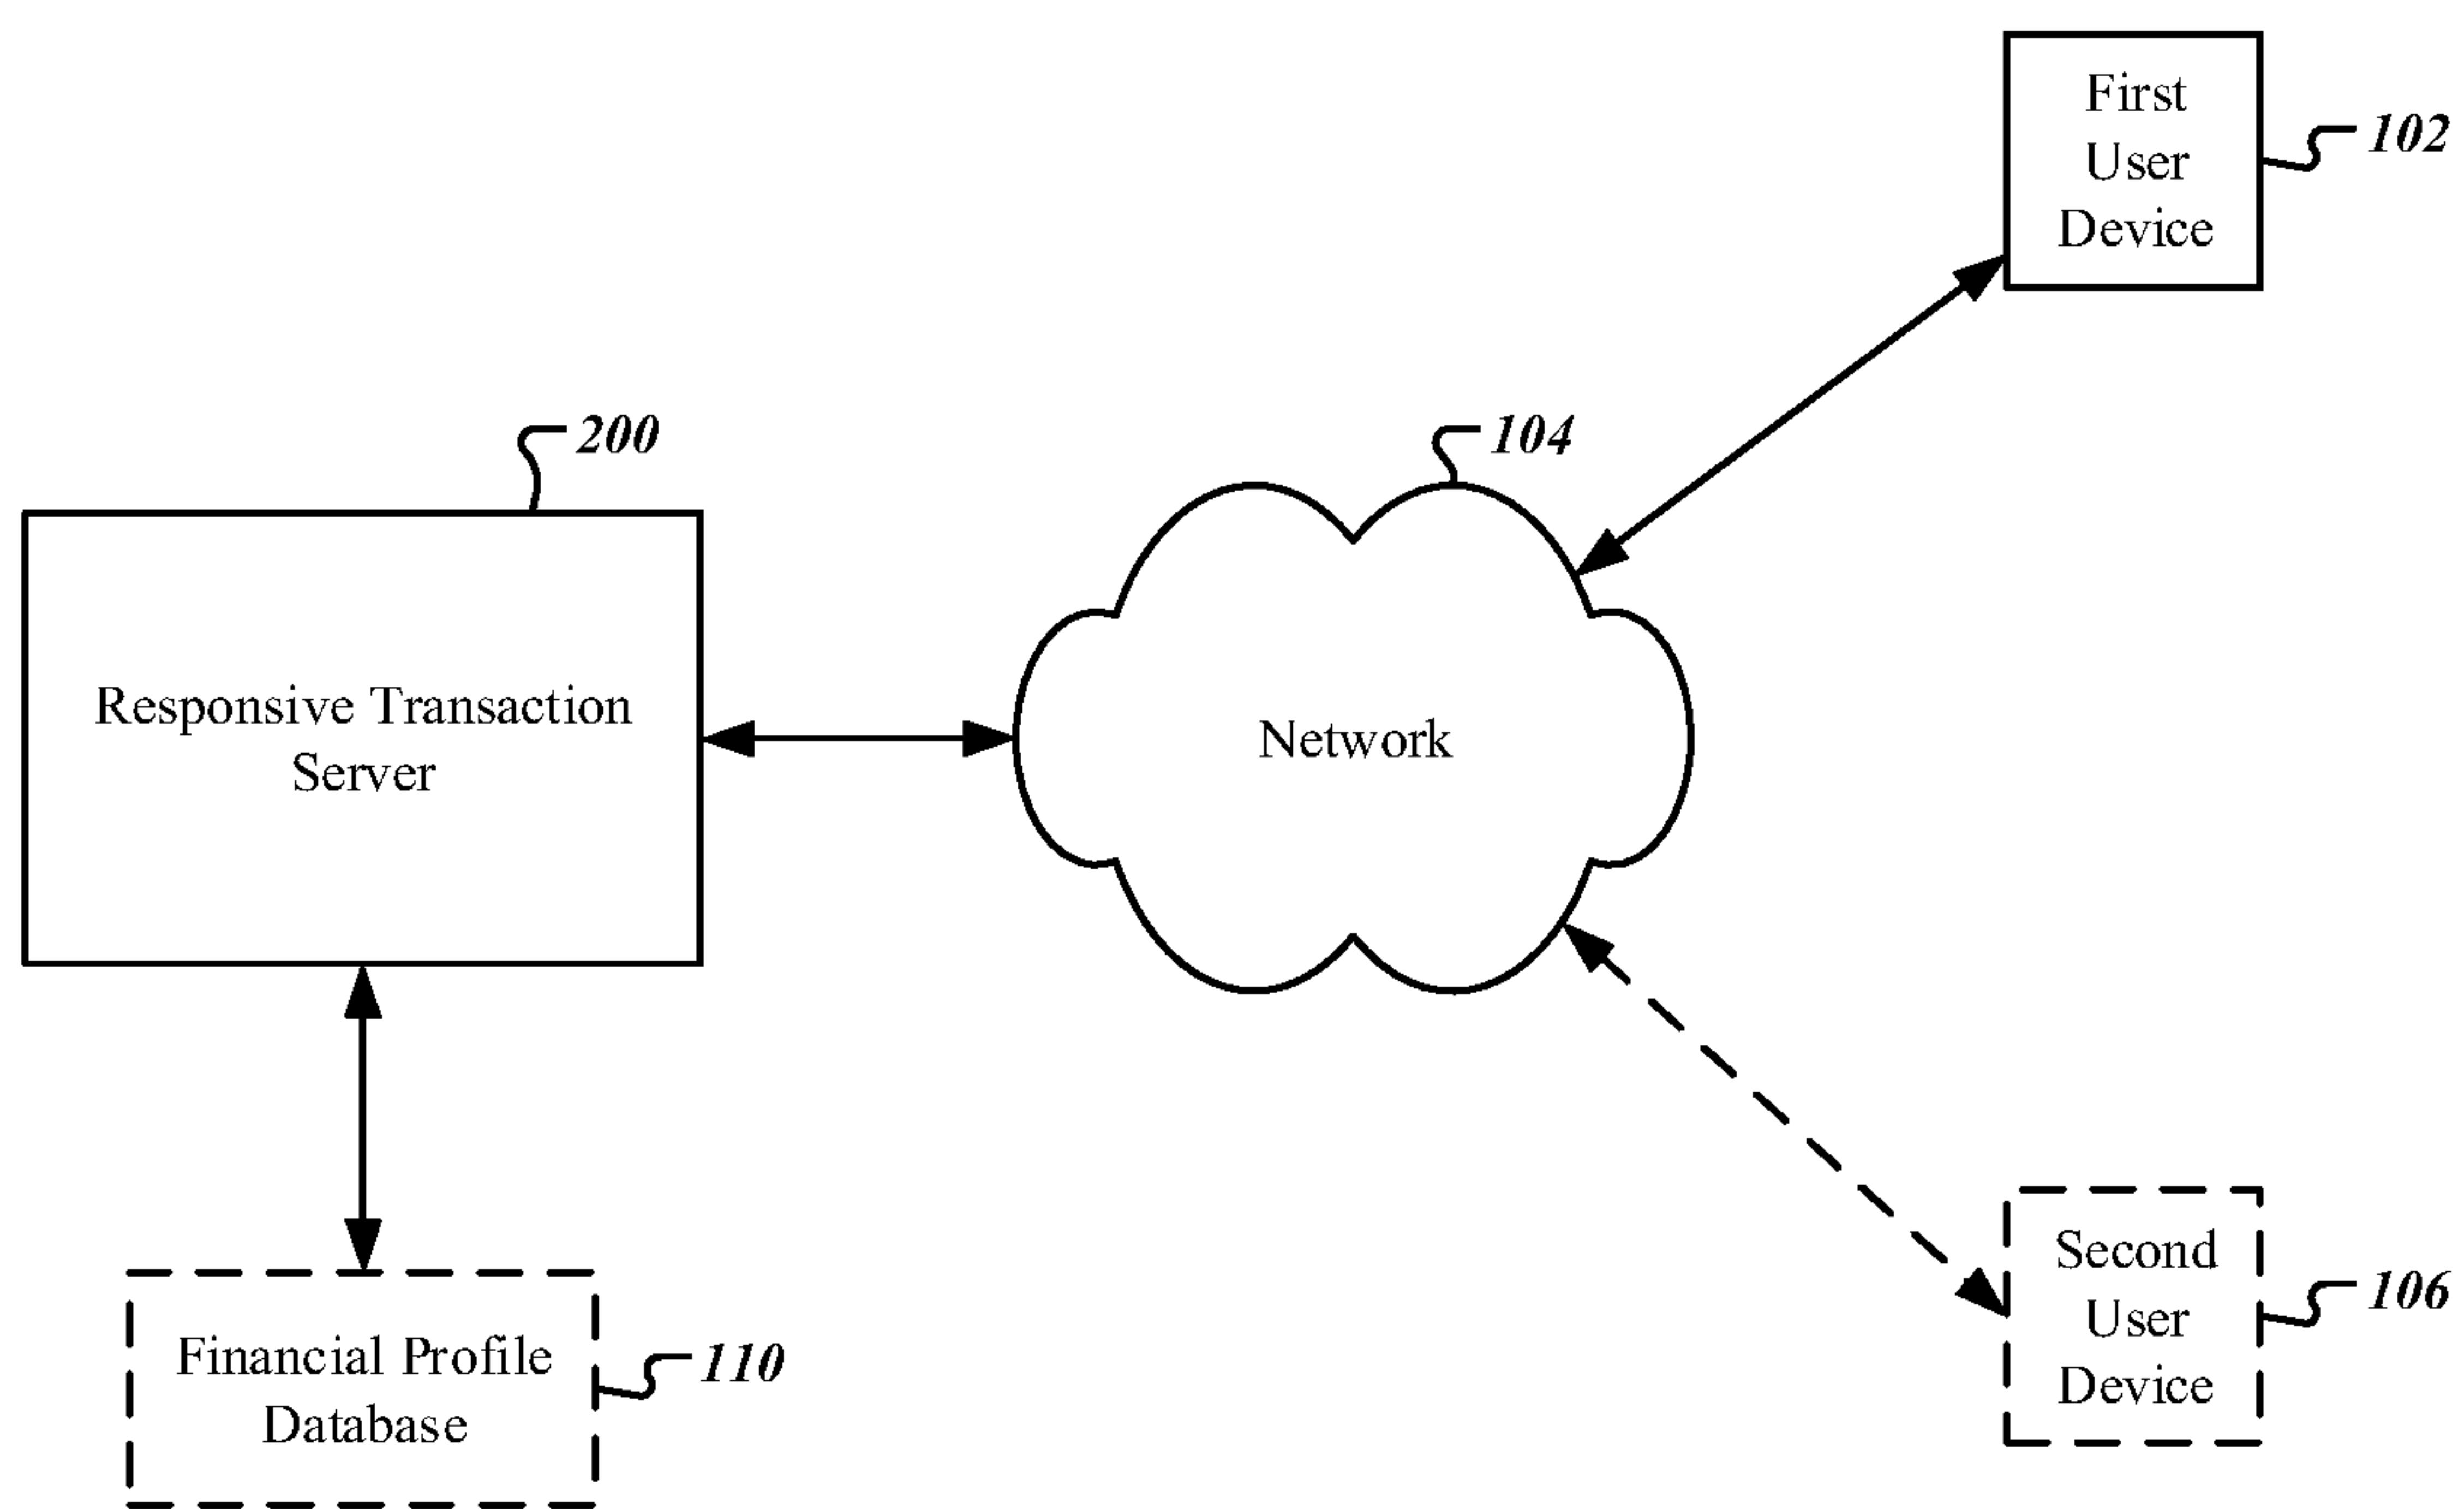 First
User
Device
102
200
104
Responsive Transaction
Server
Network
Second
User
Device
106
Financial Profile
Database
110